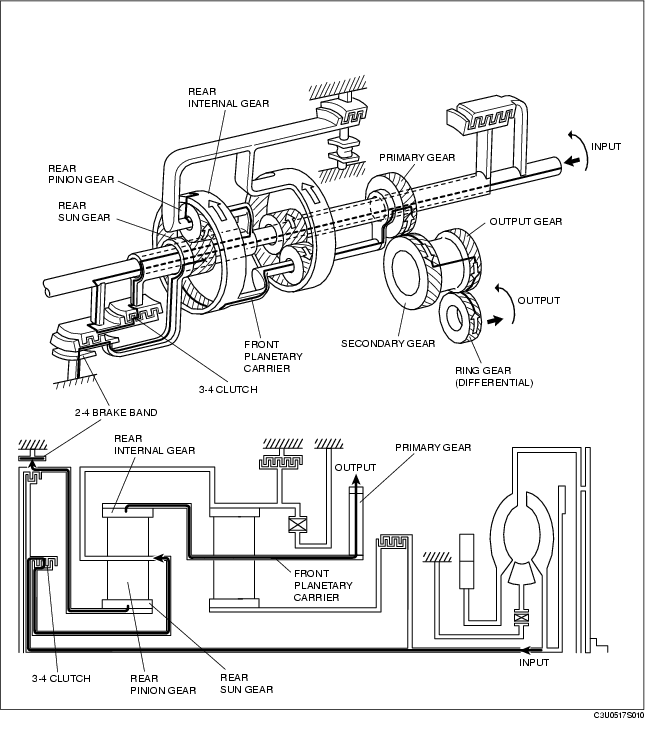 REAR
INTERNAL GEAR
INPUT
PRIMARY GEAR
REAR
PINION GEAR
REAR
SUN GEAR
OUTPUT GEAR
OUTPUT
FRONT
PLANETARY
CARRIER
SECONDARY GEAR
RING GEAR
(DIFFERENTIAL)
3-4 CLUTCH
2-4 BRAKE BAND
REAR
INTERNAL GEAR
PRIMARY GEAR
OUTPUT
FRONT
PLANETARY
CARRIER
INPUT
3-4 CLUTCH
REAR
PINION GEAR
REAR
SUN GEAR
C3U0517S010